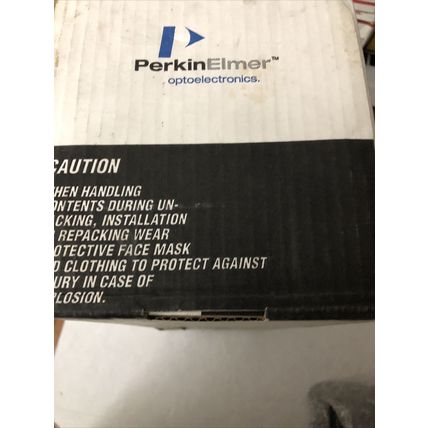 PerkinElmer™
optoelectronics.
CAUTION
HEN HANDLING
ONTENTS DURING UN-
CKING, INSTALLATION
REPACKING WEAR
OTECTIVE FACE MASK
D CLOTHING TO PROTECT AGAINST
URY IN CASE OF
PLOSION.